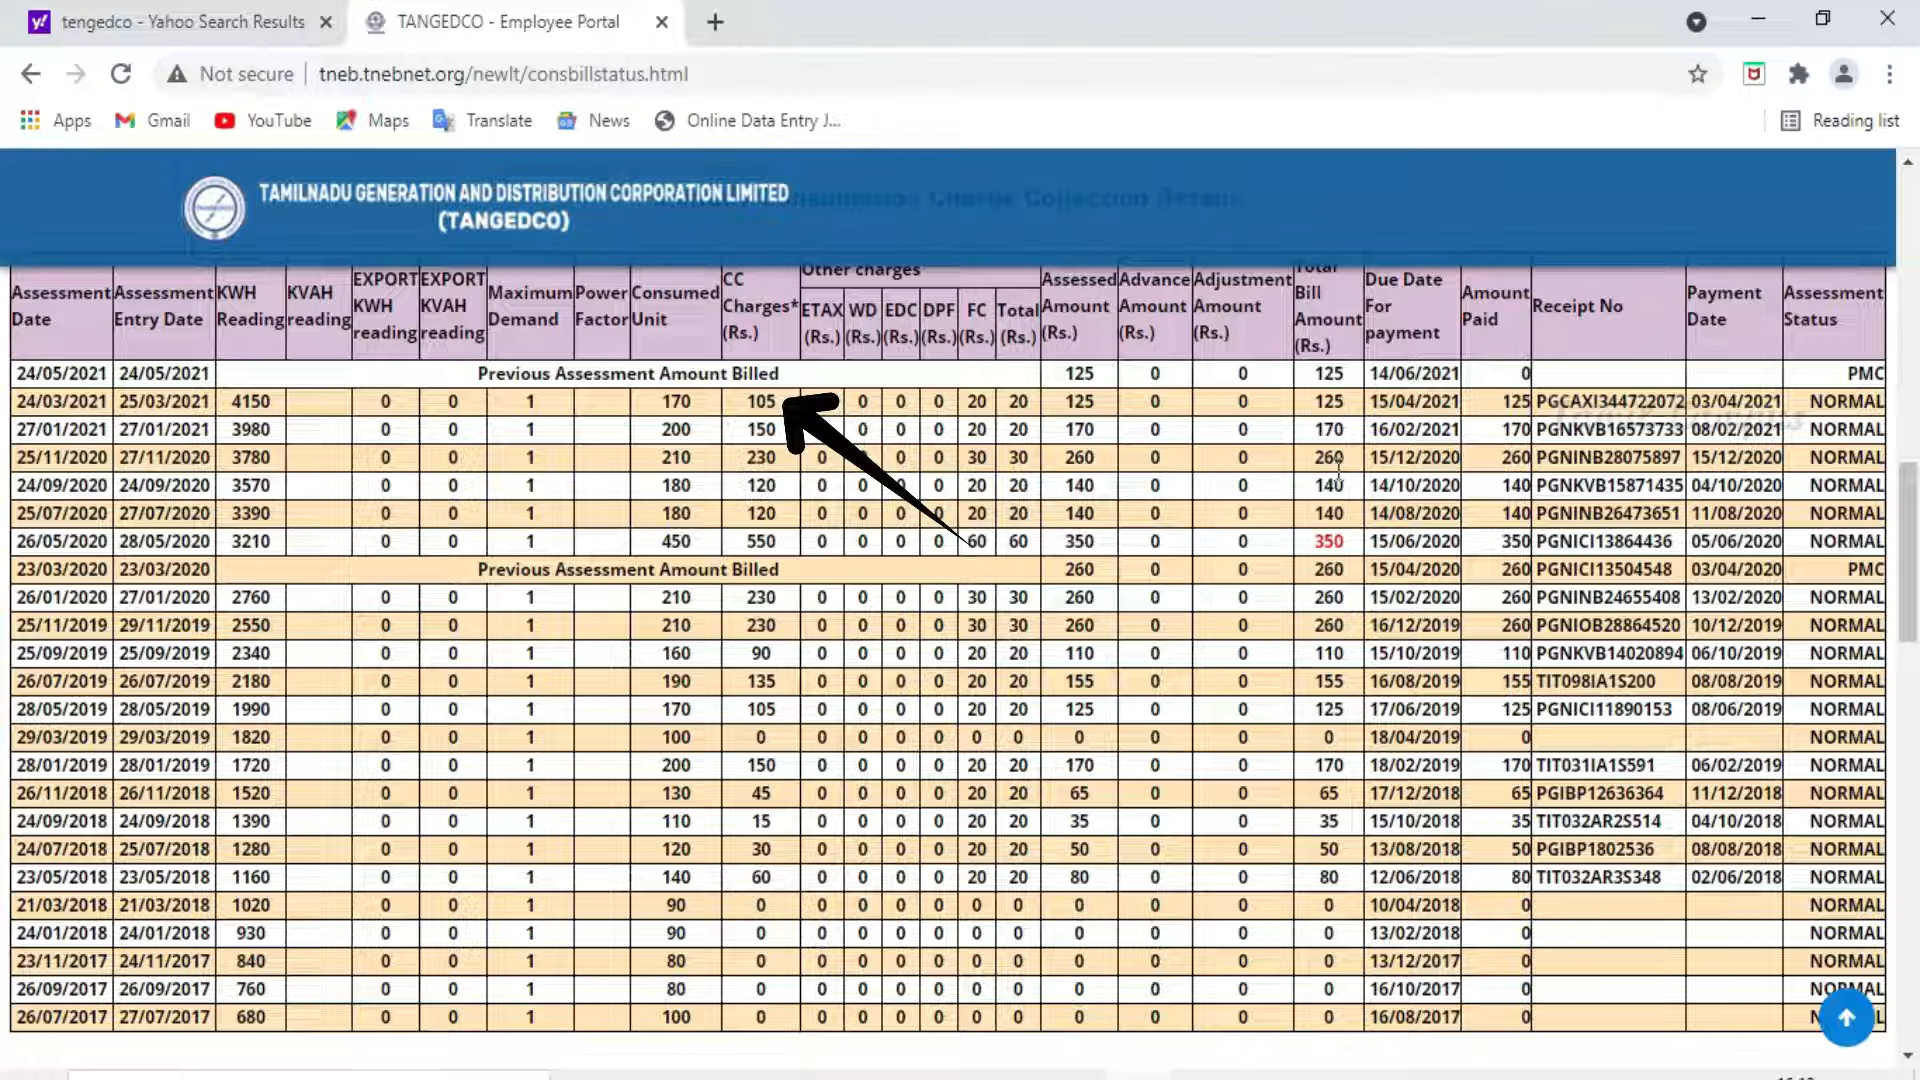 tengedco - Yahoo Search Results
TANGEDCO - Employee Portal
Not secure
tneb.tnebnet.org/newlt/consbillstatus.html
Apps
Gmail
YouTube
Maps
Translate
News
Online Data Entry J...
Reading list
TAMILNADU GENERATION AND DISTRIBUTION CORPORATION LIMITED
(TANGEDCO)
Assessment Date
Assessment Entry Date
KWH Reading
KVAH reading
EXPORT KWH reading
EXPORT KVAH reading
Maximum Demand
Power Factor
Consumed Unit
CC Charges* (Rs.)
Other charges
ETAX (Rs.)
WD (Rs.)
EDC (Rs.)
DPF (Rs.)
FC (Rs.)
Total (Rs.)
Assessed Amount (Rs.)
Advance Amount (Rs.)
Adjustment Amount (Rs.)
Total Bill Amount (Rs.)
Due Date For payment
Amount Paid
Receipt No
Payment Date
Assessment Status
24/05/2021 24/05/2021 Previous Assessment Amount Billed 125 0 0 125 14/06/2021 0 PMC
24/03/2021 25/03/2021 4150 0 0 1 170 105 0 0 0 20 20 125 0 0 125 15/04/2021 125 PGCAXI344722072 03/04/2021 NORMAL
27/01/2021 27/01/2021 3980 0 0 1 200 150 0 0 0 20 20 170 0 0 170 16/02/2021 170 PGNKVB16573733 08/02/2021 NORMAL
25/11/2020 27/11/2020 3780 0 0 1 210 230 0 0 0 0 30 30 260 0 0 260 15/12/2020 260 PGNINB28075897 15/12/2020 NORMAL
24/09/2020 24/09/2020 3570 0 0 1 180 120 0 0 0 0 20 20 140 0 0 140 14/10/2020 140 PGNKVB15871435 04/10/2020 NORMAL
25/07/2020 27/07/2020 3390 0 0 1 180 120 0 0 0 0 20 20 140 0 0 140 14/08/2020 140 PGNINB26473651 11/08/2020 NORMAL
26/05/2020 28/05/2020 3210 0 0 1 450 550 0 0 0 0 60 60 350 0 0 350 15/06/2020 350 PGNICI13864436 05/06/2020 NORMAL
23/03/2020 23/03/2020 Previous Assessment Amount Billed 260 0 0 260 15/04/2020 260 PGNICI13504548 03/04/2020 PMC
26/01/2020 27/01/2020 2760 0 0 1 210 230 0 0 0 0 30 30 260 0 0 260 15/02/2020 260 PGNINB24655408 13/02/2020 NORMAL
25/11/2019 29/11/2019 2550 0 0 1 210 230 0 0 0 0 30 30 260 0 0 260 16/12/2019 260 PGNIOB28864520 10/12/2019 NORMAL
25/09/2019 25/09/2019 2340 0 0 1 160 90 0 0 0 0 20 20 110 0 0 110 15/10/2019 110 PGNKVB14020894 06/10/2019 NORMAL
26/07/2019 26/07/2019 2180 0 0 1 190 135 0 0 0 0 20 20 155 0 0 155 16/08/2019 155 TIT098IA1S200 08/08/2019 NORMAL
28/05/2019 28/05/2019 1990 0 0 1 170 105 0 0 0 0 20 20 125 0 0 125 17/06/2019 125 PGNICI11890153 08/06/2019 NORMAL
29/03/2019 29/03/2019 1820 0 0 1 100 0 0 0 0 0 0 0 0 0 0 0 18/04/2019 0 NORMAL
28/01/2019 28/01/2019 1720 0 0 1 200 150 0 0 0 0 20 20 170 0 0 170 18/02/2019 170 TIT031IA1S591 06/02/2019 NORMAL
26/11/2018 26/11/2018 1520 0 0 1 130 45 0 0 0 0 20 20 65 0 0 65 17/12/2018 65 PGIBP12636364 11/12/2018 NORMAL
24/09/2018 24/09/2018 1390 0 0 1 110 15 0 0 0 0 20 20 35 0 0 35 15/10/2018 35 TIT032AR2S514 04/10/2018 NORMAL
24/07/2018 25/07/2018 1280 0 0 1 120 30 0 0 0 0 20 20 50 0 0 50 13/08/2018 50 PGIBP1802536 08/08/2018 NORMAL
23/05/2018 23/05/2018 1160 0 0 1 140 60 0 0 0 0 20 20 80 0 0 80 12/06/2018 80 TIT032AR3S348 02/06/2018 NORMAL
21/03/2018 21/03/2018 1020 0 0 1 90 0 0 0 0 0 0 0 0 0 0 0 10/04/2018 0 NORMAL
24/01/2018 24/01/2018 930 0 0 1 90 0 0 0 0 0 0 0 0 0 0 0 13/02/2018 0 NORMAL
23/11/2017 24/11/2017 840 0 0 1 80 0 0 0 0 0 0 0 0 0 0 0 13/12/2017 0 NORMAL
26/09/2017 26/09/2017 760 0 0 1 80 0 0 0 0 0 0 0 0 0 0 0 16/10/2017 0 NORMAL
26/07/2017 27/07/2017 680 0 0 1 100 0 0 0 0 0 0 0 0 0 0 0 16/08/2017 0